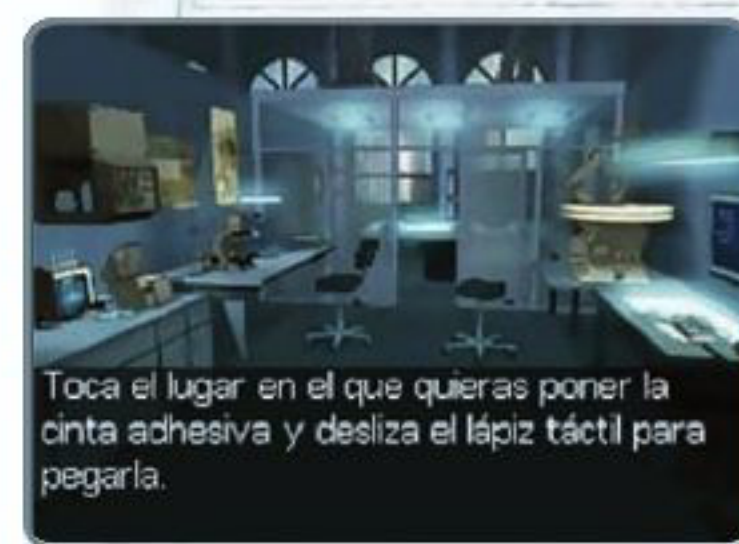 Toca el lugar en el que quieras poner la
cinta adhesiva y desliza el lápiz táctil para
pegarla.